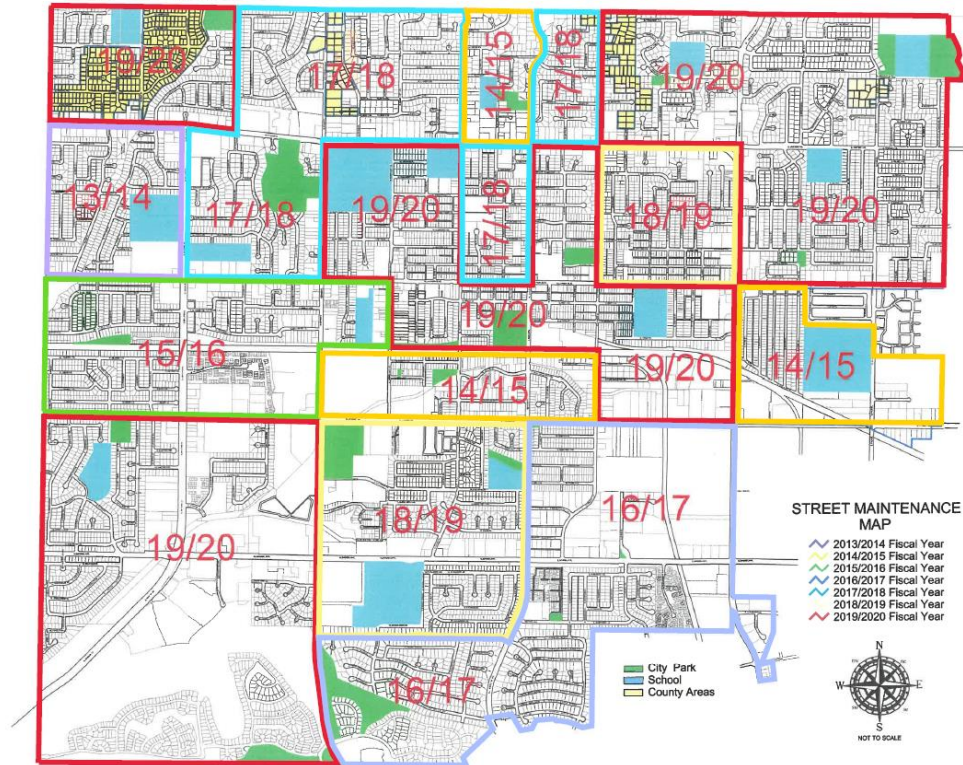 19/20
17/18
14/15
17/18
19/20
13/14
17/18
19/20
17/18
18/19
19/20
19/20
15/16
14/15
19/20
14/15
19/20
18/19
16/17
16/17
STREET MAINTENANCE
MAP
2013/2014 Fiscal Year
2014/2015 Fiscal Year
2015/2016 Fiscal Year
2016/2017 Fiscal Year
2017/2018 Fiscal Year
2018/2019 Fiscal Year
2019/2020 Fiscal Year
City Park
School
County Areas
N
W
E
S
NOT TO SCALE